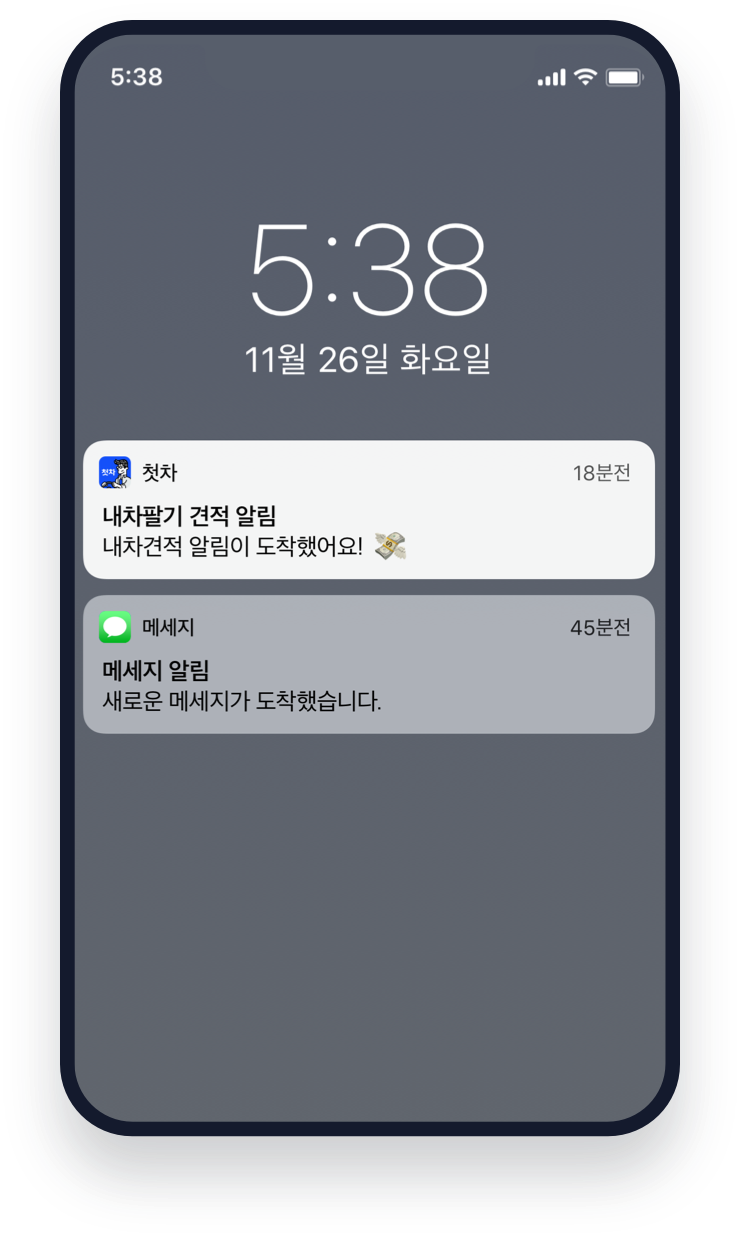 5:38
5:38
11월 26일 화요일
첫차
첫차
18분전
내차팔기 견적 알림
내차견적 알림이 도착했어요! 💸
메세지
45분전
메세지 알림
새로운 메세지가 도착했습니다.